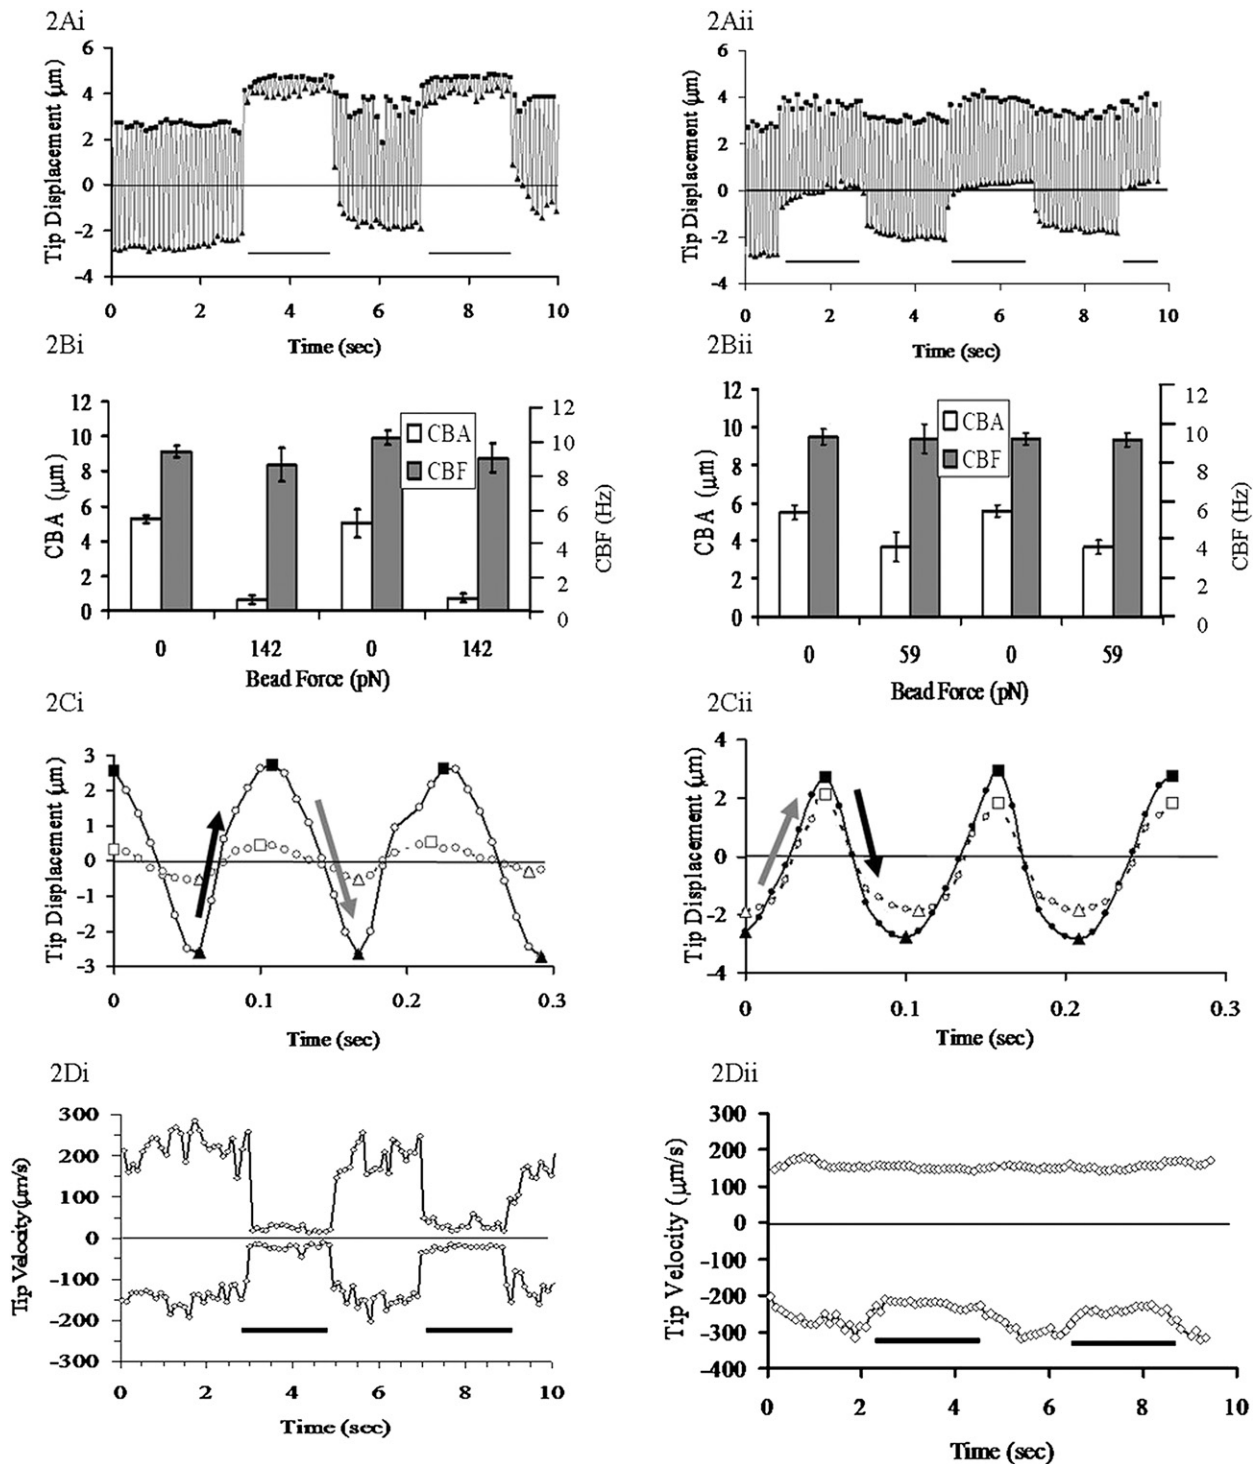 2Ai
6
4
2
0
-2
-4
Tip Displacement (μm)
0 2 4 6 8 10
Time (sec)
2Aii
6
4
2
0
-2
-4
Tip Displacement (μm)
0 2 4 6 8 10
Time (sec)
2Bi
12
10
8
6
4
2
0
CBA (μm)
CBA
CBF
12
10
8
6
4
2
0
CBF (Hz)
0 142 0 142
Bead Force (pN)
2Bii
12
10
8
6
4
2
0
CBA (μm)
CBA
CBF
12
10
8
6
4
2
0
CBF (Hz)
0 59 0 59
Bead Force (pN)
2Ci
3
2
1
0
-1
-2
-3
Tip Displacement (μm)
0 0.1 0.2 0.3
Time (sec)
2Cii
4
2
0
-2
-4
Tip Displacement (μm)
0 0.1 0.2 0.3
Time (sec)
2Di
300
200
100
0
-100
-200
-300
Tip Velocity (μm/s)
0 2 4 6 8 10
Time (sec)
2Dii
300
200
100
0
-100
-200
-300
-400
Tip Velocity (μm/s)
0 2 4 6 8 10
Time (sec)